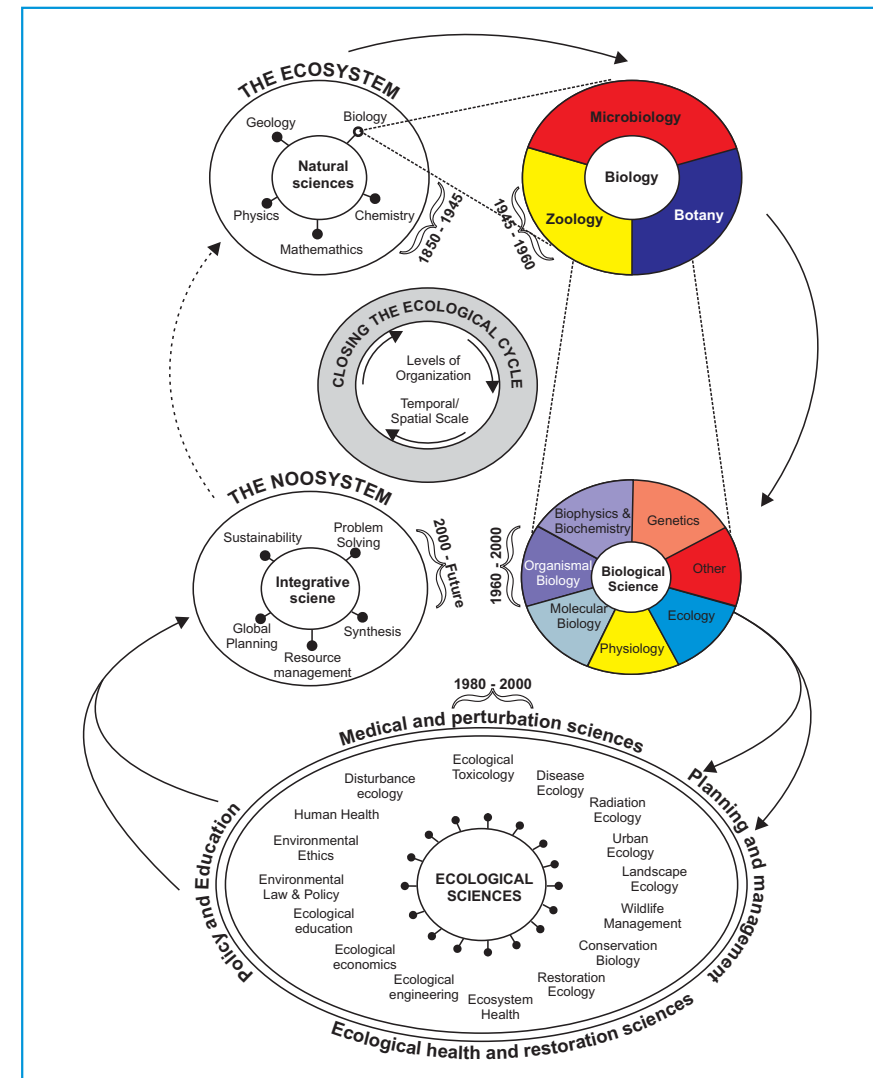 THE ECOSYSTEM
Geology
Biology
Natural
sciences
Physics
Chemistry
Mathemathics
1850 - 1945
Microbiology
Biology
Zoology
Botany
1945 - 1960
CLOSING THE ECOLOGICAL CYCLE
Levels of
Organization
Temporal/
Spatial Scale
THE NOOSYSTEM
Sustainability
Problem
Solving
Integrative
sciene
Global
Planning
Synthesis
Resource
management
2000 - Future
1960 - 2000
Biophysics &
Biochemistry
Genetics
Organismal
Biology
Biological
Science
Other
Molecular
Biology
Ecology
Physiology
1980 - 2000
Medical and perturbation sciences
Planning and management
Policy and Education
Ecological health and restoration sciences
Ecological
Toxicology
Disturbance
ecology
Disease
Ecology
Human Health
Radiation
Ecology
Environmental
Ethics
Urban
Ecology
Environmental
Law & Policy
ECOLOGICAL
SCIENCES
Landscape
Ecology
Ecological
education
Wildlife
Management
Ecological
economics
Conservation
Biology
Ecological
engineering
Restoration
Ecology
Ecosystem
Health